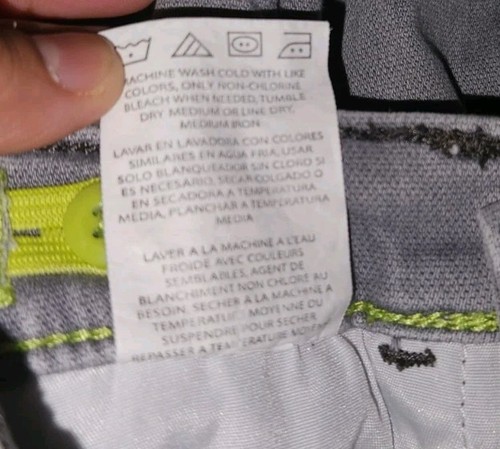 MACHINE WASH COLD WITH LIKE
COLORS, ONLY NON-CHLORINE
BLEACH WHEN NEEDED, TUMBLE
DRY MEDIUM OR LINE DRY,
MEDIUM IRON
LAVAR EN LAVADORA CON COLORES
SIMILARES EN AGUA FRIA, USAR
SOLO BLANQUEADOR SIN CLORO SI
ES NECESARIO, SECAR COLGADO O
EN SECADORA A TEMPERATURA
MEDIA, PLANCHAR A TEMPERATURA
MEDIA
LAVER A LA MACHINE A L'EAU
FROIDE AVEC COULEURS
SEMBLABLES, AGENT DE
BLANCHIMENT NON CHLORE AU
BESOIN, SECHER A LA MACHINE A
TEMPERATURE MOYENNE OU
SUSPENDRE POUR SECHER
REPASSER A TEMPERATURE MOYENNE